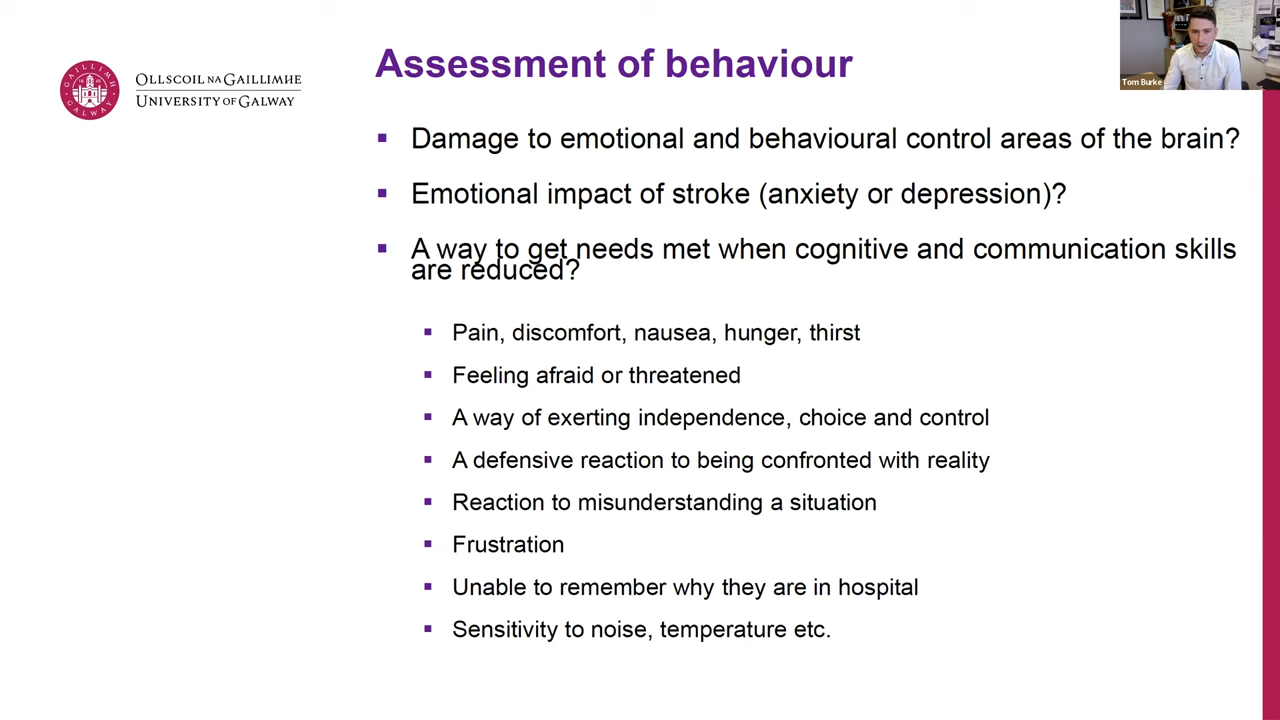 Assessment of behaviour
Tom Burke
GAILLIMH
GALWAY
OLLSCOIL NA GAILLIMHE
UNIVERSITY OF GALWAY
Damage to emotional and behavioural control areas of the brain?
Emotional impact of stroke (anxiety or depression)?
A way to get needs met when cognitive and communication skills
are reduced?
Pain, discomfort, nausea, hunger, thirst
Feeling afraid or threatened
A way of exerting independence, choice and control
A defensive reaction to being confronted with reality
Reaction to misunderstanding a situation
Frustration
Unable to remember why they are in hospital
Sensitivity to noise, temperature etc.